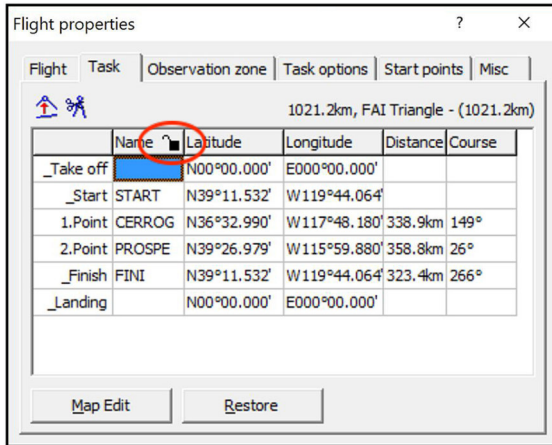 Flight properties ? ×
Flight Task Observation zone Task options Start points Misc
1021.2km, FAI Triangle - (1021.2km)
Name Latitude Longitude Distance Course
_Take off N00°00.000' E000°00.000'
_Start START N39°11.532' W119°44.064'
1.Point CERROG N36°32.990' W117°48.180' 338.9km 149°
2.Point PROSPE N39°26.979' W115°59.880' 358.8km 26°
_Finish FINI N39°11.532' W119°44.064' 323.4km 266°
_Landing N00°00.000' E000°00.000'
Map Edit Restore